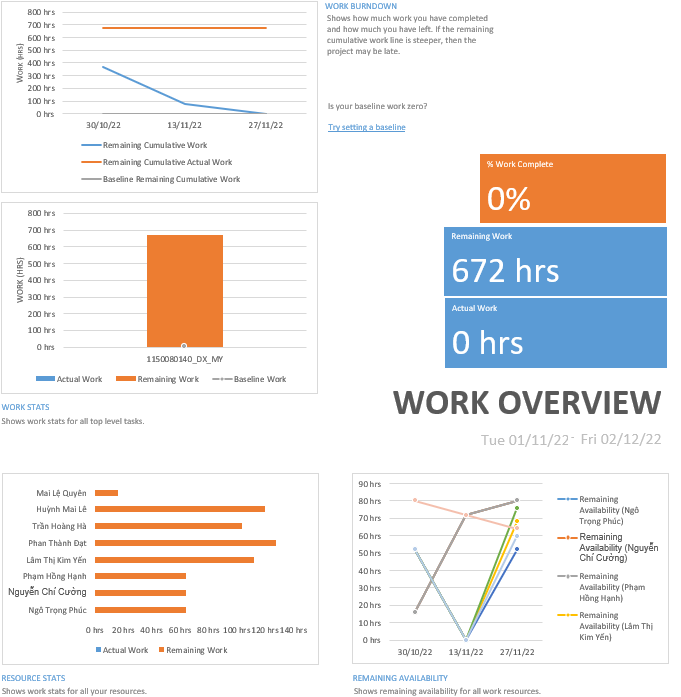 800 hrs
700 hrs
600 hrs
500 hrs
400 hrs
300 hrs
200 hrs
100 hrs
0 hrs
WORK (HRS)
30/10/22 13/11/22 27/11/22
Remaining Cumulative Work
Remaining Cumulative Actual Work
Baseline Remaining Cumulative Work
WORK BURNDOWN
Shows how much work you have completed
and how much you have left. If the remaining
cumulative work line is steeper, then the
project may be late.
Is your baseline work zero?
Try setting a baseline
% Work Complete
0%
Remaining Work
672 hrs
Actual Work
0 hrs
800 hrs
700 hrs
600 hrs
500 hrs
400 hrs
300 hrs
200 hrs
100 hrs
0 hrs
WORK (HRS)
1150080140_DX_MY
Actual Work Remaining Work Baseline Work
WORK STATS
Shows work stats for all top level tasks.
WORK OVERVIEW
Tue 01/11/22 - Fri 02/12/22
Mai Lệ Quyên
Huỳnh Mai Lê
Trần Hoàng Hà
Phan Thành Đạt
Lâm Thị Kim Yến
Phạm Hồng Hạnh
Nguyễn Chí Cường
Ngô Trọng Phúc
0 hrs 20 hrs 40 hrs 60 hrs 80 hrs 100 hrs 120 hrs 140 hrs
Actual Work Remaining Work
RESOURCE STATS
Shows work stats for all your resources.
90 hrs
80 hrs
70 hrs
60 hrs
50 hrs
40 hrs
30 hrs
20 hrs
10 hrs
0 hrs
30/10/22 13/11/22 27/11/22
Remaining
Availability (Ngô
Trọng Phúc)
Remaining
Availability (Nguyễn
Chí Cường)
Remaining
Availability (Phạm
Hồng Hạnh)
Remaining
Availability (Lâm Thị
Kim Yến)
REMAINING AVAILABILITY
Shows remaining availability for all work resources.